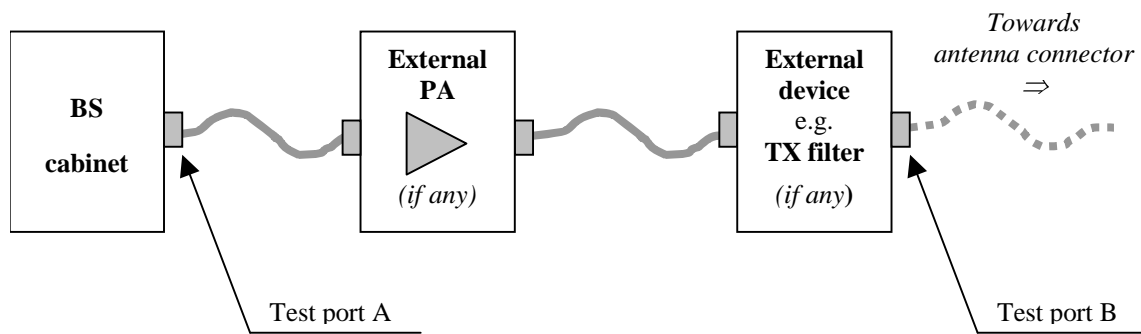 BS
cabinet
External
PA
(if any)
External
device
e.g.
TX filter
(if any)
Towards
antenna connector
⇒
Test port A
Test port B